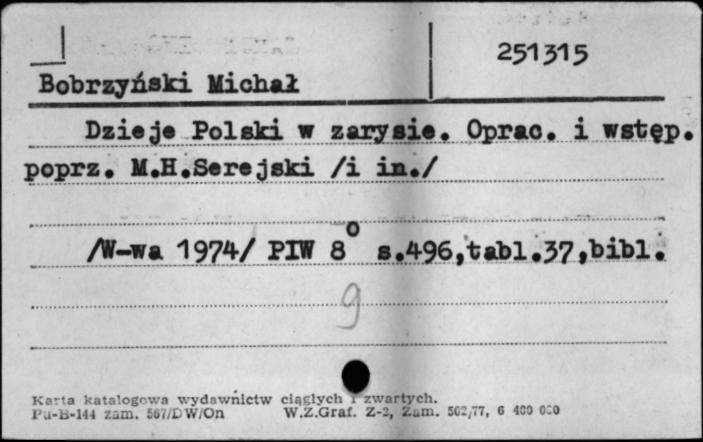 251315
Bobrzyński Michał
Dzieje Polski w zarysie. Oprac. i wstęp.
poprz. M.H.Serejski /i in./
/W-wa 1974/ PIW 8° s.496,tabl.37,bibl.
9
Karta katalogowa wydawnictw ciągłych i zwartych.
Pu-B-144 zam. 567/DW/On W.Z.Graf. Z-2, Zam. 502,77, 6 400 000